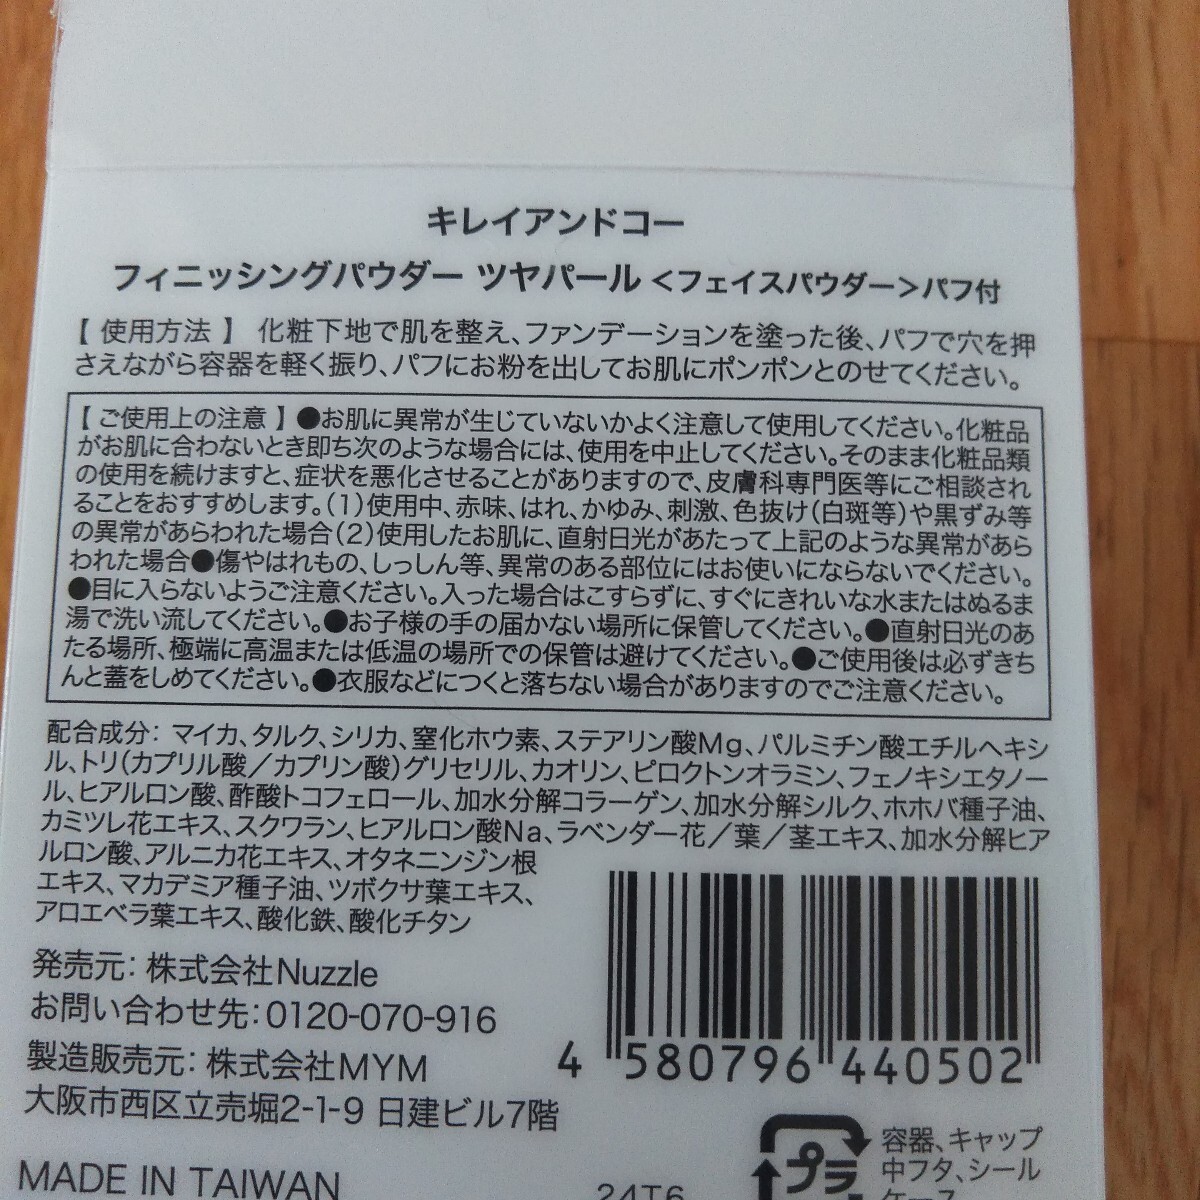 キレイアンドコー
フィニッシングパウダー ツヤパール <フェイスパウダー>パフ付
【 使用方法 】 化粧下地で肌を整え、ファンデーションを塗った後、パフで穴を押
さえながら容器を軽く振り、パフにお粉を出してお肌にポンポンとのせてください。
【 ご使用上の注意 】●お肌に異常が生じていないかよく注意して使用してください。化粧品
がお肌に合わないとき即ち次のような場合には、使用を中止してください。そのまま化粧品類
の使用を続けますと、症状を悪化させることがありますので、皮膚科専門医等にご相談され
ることをおすすめします。(1)使用中、赤味、はれ、かゆみ、刺激、色抜け(白斑等)や黒ずみ等
の異常があらわれた場合(2)使用したお肌に、直射日光があたって上記のような異常があら
われた場合●傷やはれもの、しっしん等、異常のある部位にはお使いにならないでください。
●目に入らないようご注意ください。入った場合はこすらずに、すぐにきれいな水またはぬるま
湯で洗い流してください。●お子様の手の届かない場所に保管してください。●直射日光のあ
たる場所、極端に高温または低温の場所での保管は避けてください。●ご使用後は必ずきち
んと蓋をしめてください。●衣服などにつくと落ちない場合がありますのでご注意ください。
配合成分: マイカ、タルク、シリカ、窒化ホウ素、ステアリン酸Mg、パルミチン酸エチルヘキシ
ル、トリ(カプリル酸／カプリン酸)グリセリル、カオリン、ピロクトンオラミン、フェノキシエタノー
ル、ヒアルロン酸、酢酸トコフェロール、加水分解コラーゲン、加水分解シルク、ホホバ種子油、
カミツレ花エキス、スクワラン、ヒアルロン酸Na、ラベンダー花／葉／茎エキス、加水分解ヒア
ルロン酸、アルニカ花エキス、オタネニンジン根
エキス、マカデミア種子油、ツボクサ葉エキス、
アロエベラ葉エキス、酸化鉄、酸化チタン
発売元: 株式会社Nuzzle
お問い合わせ先:0120-070-916
製造販売元: 株式会社MYM
大阪市西区立売堀2-1-9 日建ビル7階
MADE IN TAIWAN
4 580796 440502
24T6
プラ
容器、キャップ
中フタ、シール
ケース